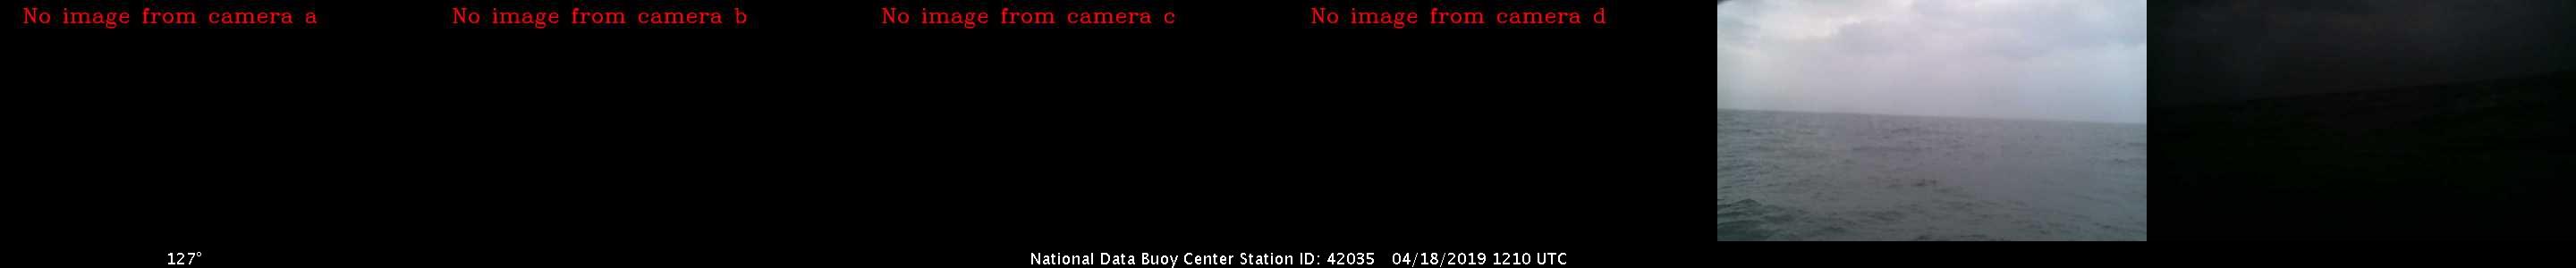 No image from camera a
No image from camera b
No image from camera c
No image from camera d
127°
National Data Buoy Center Station ID: 42035 04/18/2019 1210 UTC